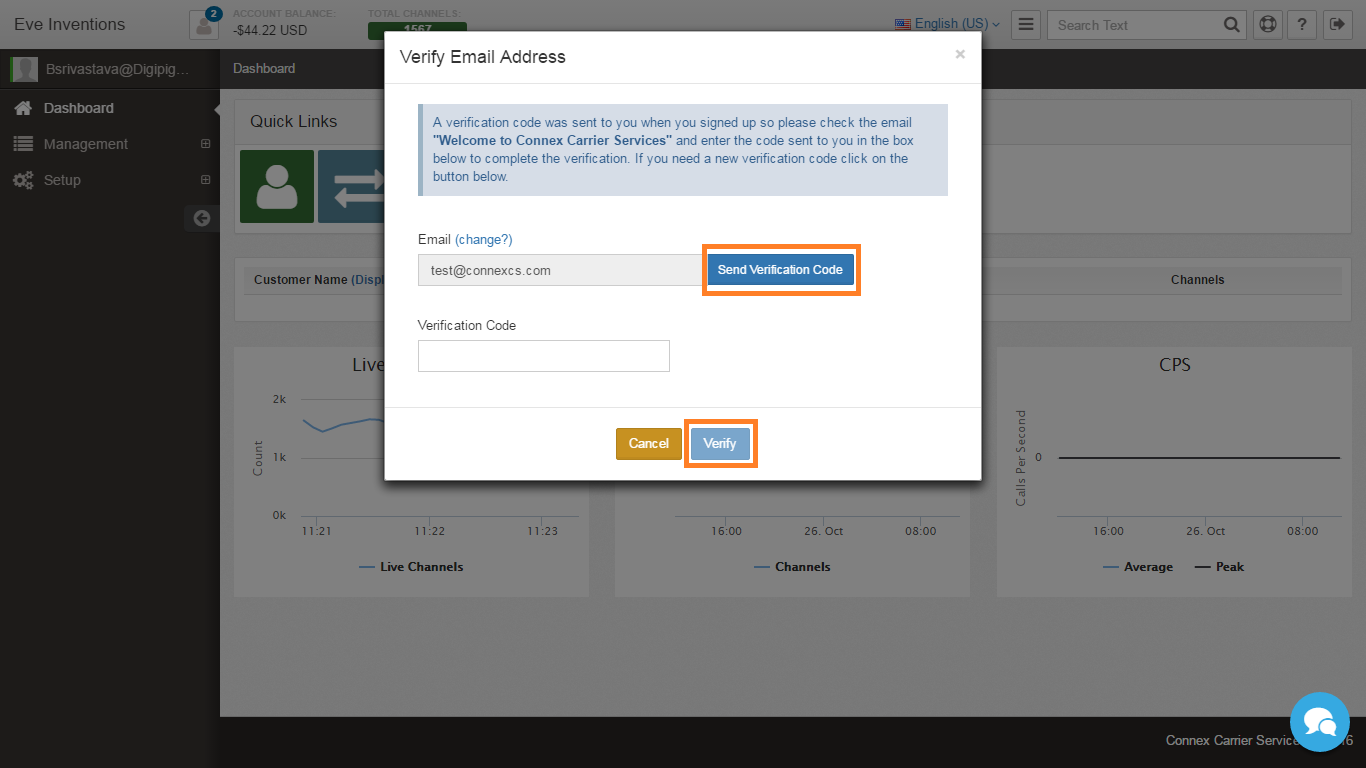 Eve Inventions
2
ACCOUNT BALANCE:
-$44.22 USD
TOTAL CHANNELS:
1567
English (US)
Search Text
?
Bsrivastava@Digipig...
Dashboard
Dashboard
Management
Setup
Quick Links
Verify Email Address
×
A verification code was sent to you when you signed up so please check the email
"Welcome to Connex Carrier Services" and enter the code sent to you in the box
below to complete the verification. If you need a new verification code click on the
button below.
Email (change?)
test@connexcs.com
Send Verification Code
Verification Code
Cancel
Verify
Customer Name (Displ
Channels
Live
2k
1k
0k
Count
11:21
11:22
11:23
Live Channels
16:00
26. Oct
08:00
Channels
CPS
Calls Per Second
0
16:00
26. Oct
08:00
Average
Peak
Connex Carrier Service